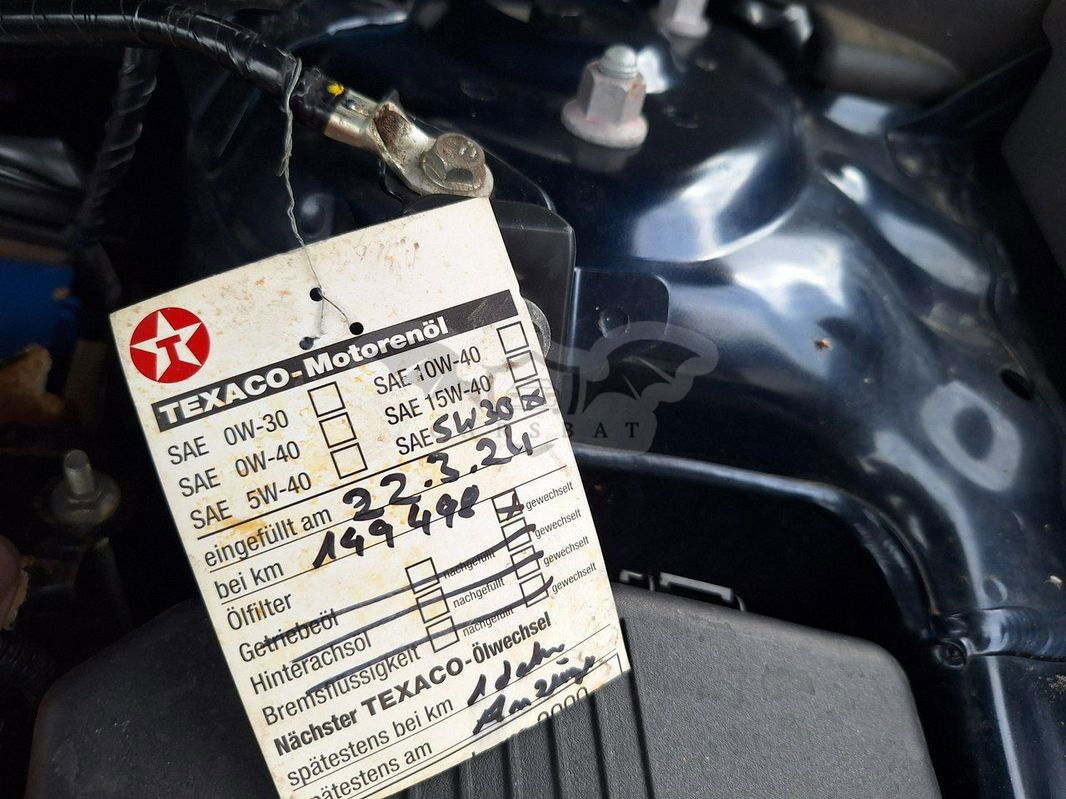 TEXACO-Motorenöl
SAE 0W-30 SAE 10W-40
SAE 0W-40 SAE 15W-40
SAE 5W-40 SAE 5W30 x
eingefüllt am 22.3.24
bei km 149498
Ölfilter x gewechselt
Getriebeöl nachgefüllt gewechselt
Hinterachsöl nachgefüllt gewechselt
Bremsflüssigkeit nachgefüllt gewechselt
Nächster TEXACO-Ölwechsel
spätestens bei km
spätestens am Anzeige
T
RSBAT